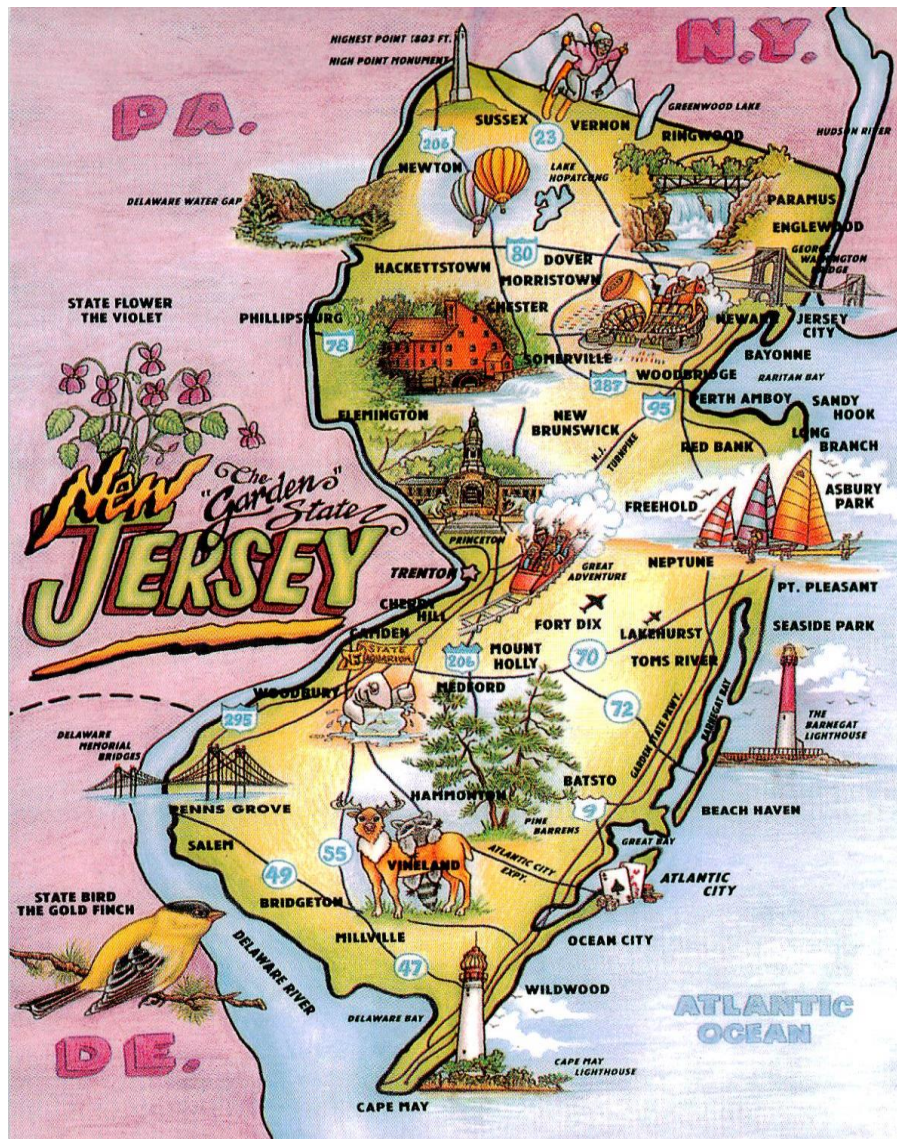 HIGHEST POINT 1803 FT.
HIGH POINT MONUMENT
N.Y.
PA.
SUSSEX
23
VERNON
GREENWOOD LAKE
RINGWOOD
HUDSON RIVER
206
NEWTON
LAKE
HOPATCONG
DELAWARE WATER GAP
PARAMUS
ENGLEWOOD
GEORGE
WASHINGTON
BRIDGE
80
DOVER
HACKETTSTOWN
MORRISTOWN
CHESTER
STATE FLOWER
THE VIOLET
PHILLIPSBURG
78
NEWARK
JERSEY
CITY
BAYONNE
SOMERVILLE
WOODBRIDGE
RARITAN BAY
287
95
PERTH AMBOY
SANDY
HOOK
FLEMINGTON
NEW
BRUNSWICK
N.J.
TURNPIKE
RED BANK
LONG
BRANCH
New
JERSEY
The
"Garden"
State
FREEHOLD
ASBURY
PARK
PRINCETON
TRENTON
GREAT
ADVENTURE
NEPTUNE
PT. PLEASANT
CHERRY
HILL
FORT DIX
LAKEHURST
SEASIDE PARK
CAMDEN
N.J. STATE
AQUARIUM
206
MOUNT
HOLLY
70
TOMS RIVER
WOODBURY
MEDFORD
295
72
GARDEN STATE PKWY.
BARNEGAT BAY
THE
BARNEGAT
LIGHTHOUSE
DELAWARE
MEMORIAL
BRIDGES
PENNS GROVE
HAMMONTON
BATSTO
9
BEACH HAVEN
PINE
BARRENS
SALEM
55
VINELAND
GREAT BAY
49
ATLANTIC CITY
EXPY.
ATLANTIC
CITY
BRIDGETON
STATE BIRD
THE GOLD FINCH
MILLVILLE
OCEAN CITY
DELAWARE RIVER
47
WILDWOOD
ATLANTIC
OCEAN
DELAWARE BAY
DE.
CAPE MAY
LIGHTHOUSE
CAPE MAY